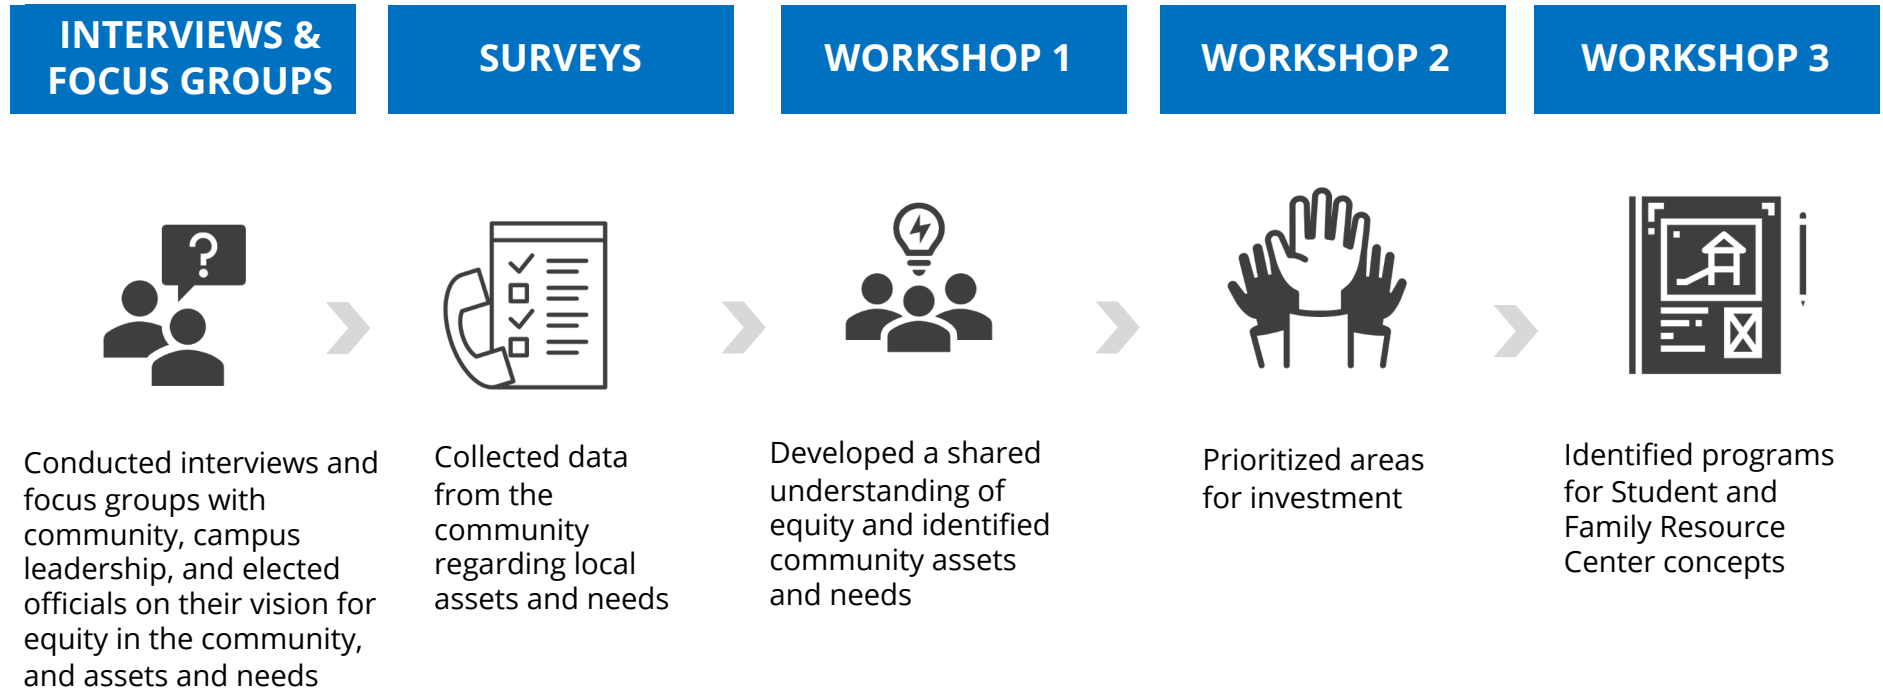 INTERVIEWS &
FOCUS GROUPS
SURVEYS
WORKSHOP 1
WORKSHOP 2
WORKSHOP 3
?
Conducted interviews and
focus groups with
community, campus
leadership, and elected
officials on their vision for
equity in the community,
and assets and needs
Collected data
from the
community
regarding local
assets and needs
Developed a shared
understanding of
equity and identified
community assets
and needs
Prioritized areas
for investment
Identified programs
for Student and
Family Resource
Center concepts